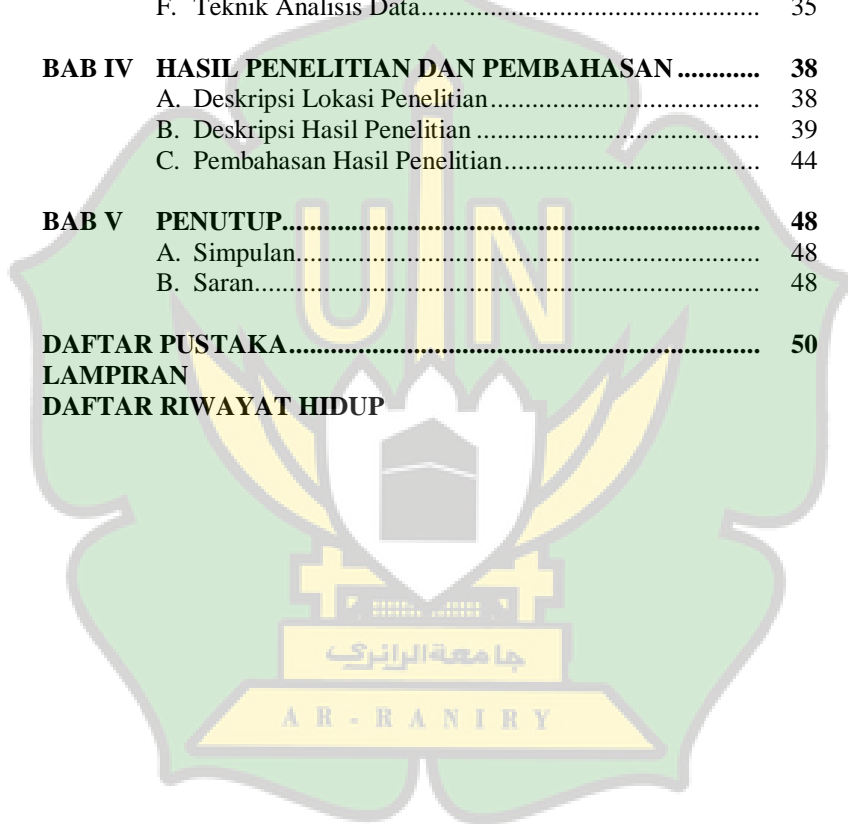 F. Teknik Analisis Data................................................... 35
BAB IV HASIL PENELITIAN DAN PEMBAHASAN ............ 38
A. Deskripsi Lokasi Penelitian........................................ 38
B. Deskripsi Hasil Penelitian .......................................... 39
C. Pembahasan Hasil Penelitian...................................... 44
BAB V PENUTUP...................................................................... 48
A. Simpulan..................................................................... 48
B. Saran........................................................................... 48
DAFTAR PUSTAKA..................................................................... 50
LAMPIRAN
DAFTAR RIWAYAT HIDUP
UIN
جامعةالرانري
AR-RANIRY